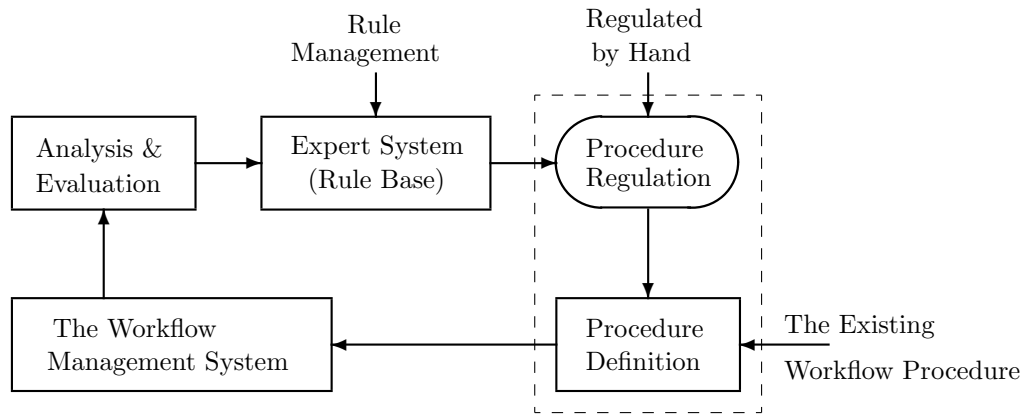 Rule
Management
Regulated
by Hand
Analysis &
Evaluation
Expert System
(Rule Base)
Procedure
Regulation
The Workflow
Management System
Procedure
Definition
The Existing
Workflow Procedure